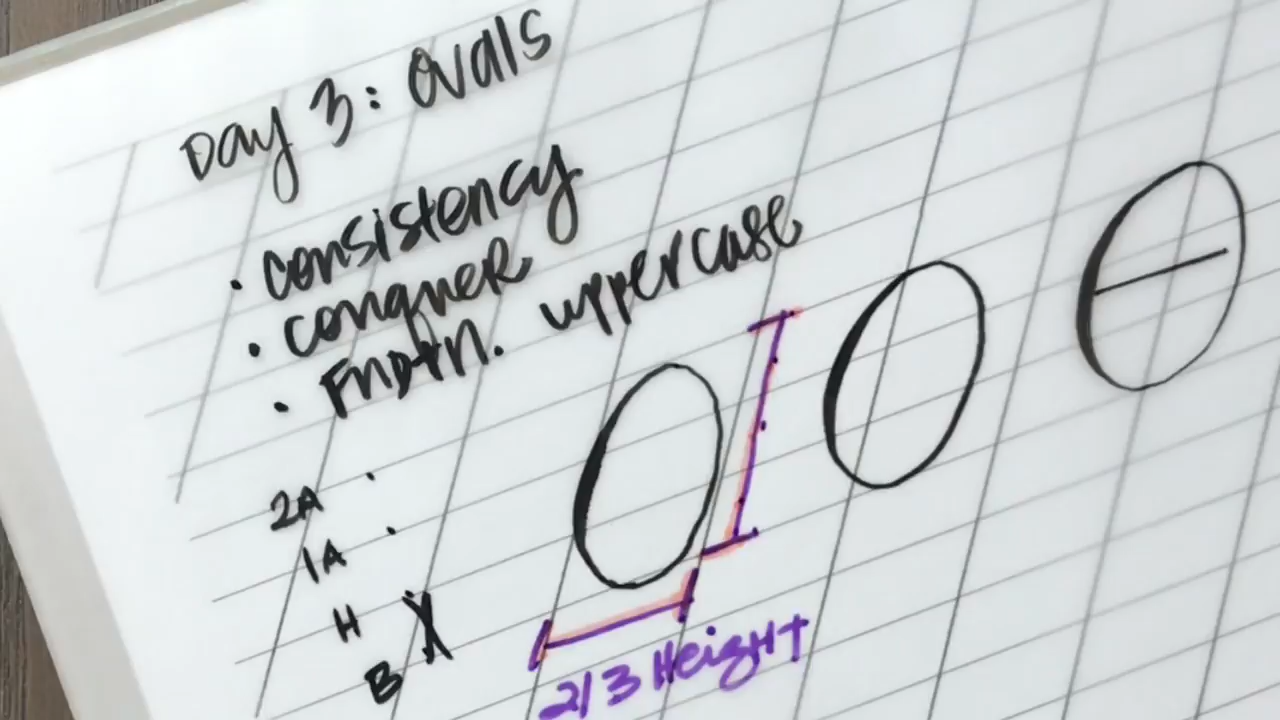 Day 3: Ovals
• consistency
• conquer
• Fndtn. uppercase
2A
1A
H
B X
2/3 Height